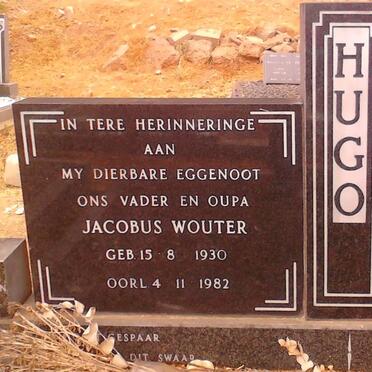 IN TERE HERINNERINGE
AAN
MY DIERBARE EGGENOOT
ONS VADER EN OUPA
JACOBUS WOUTER
GEB. 15 8 1930
OORL 4 11 1982
HUGO
GESPAAR
DIT SWAAR